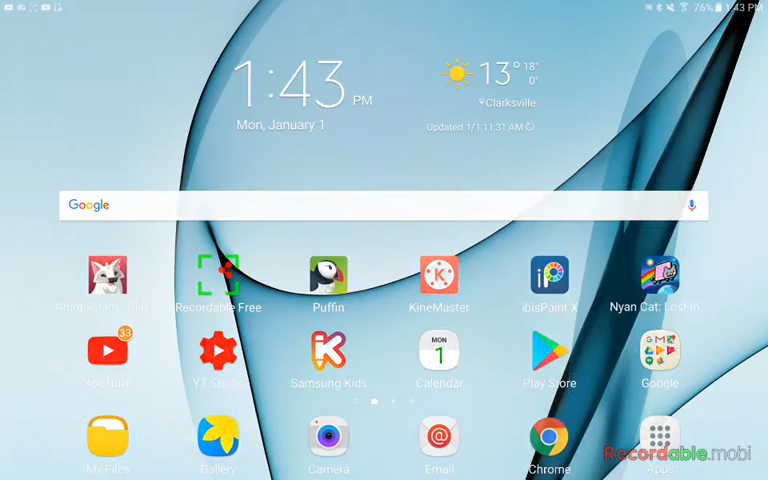 76% 1:43 PM
1:43 PM
Mon, January 1
13° 18°
0°
Clarksville
Updated 1/1 11:31 AM
Google
Recordable Free
Puffin
KineMaster
ibisPaint X
Nyan Cat: Lost In
33
MON
1
YouTube
YT Studio
Samsung Kids
Calendar
Play Store
Google
My Files
Gallery
Camera
Email
Chrome
Apps
Recordable.mobi